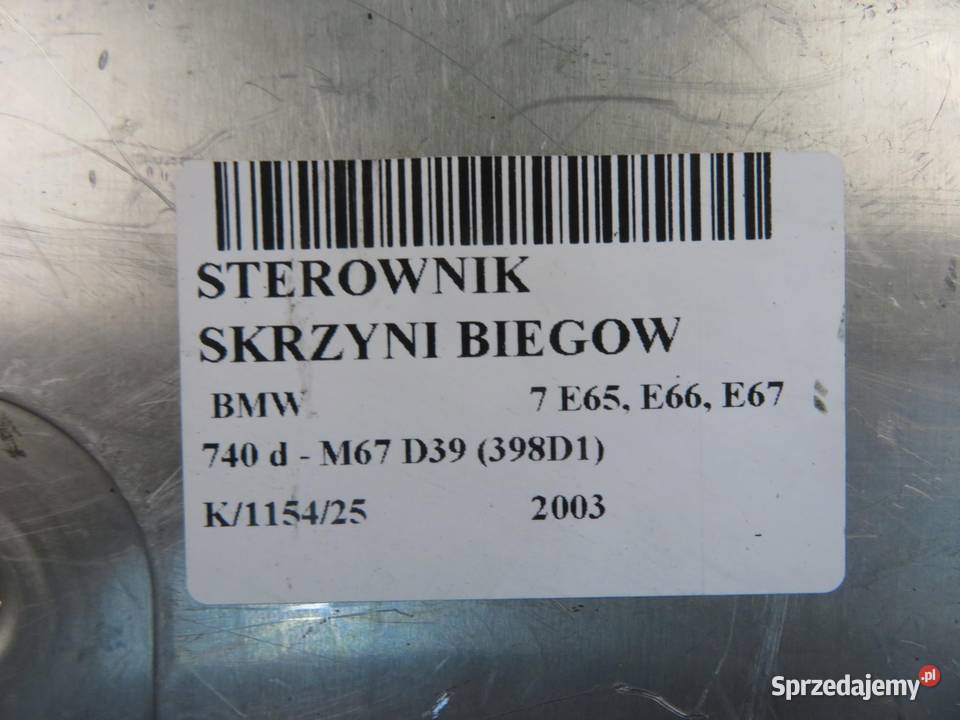 STEROWNIK
SKRZYNI BIEGOW
BMW 7 E65, E66, E67
740 d - M67 D39 (398D1)
K/1154/25 2003
Sprzedajemy.pl